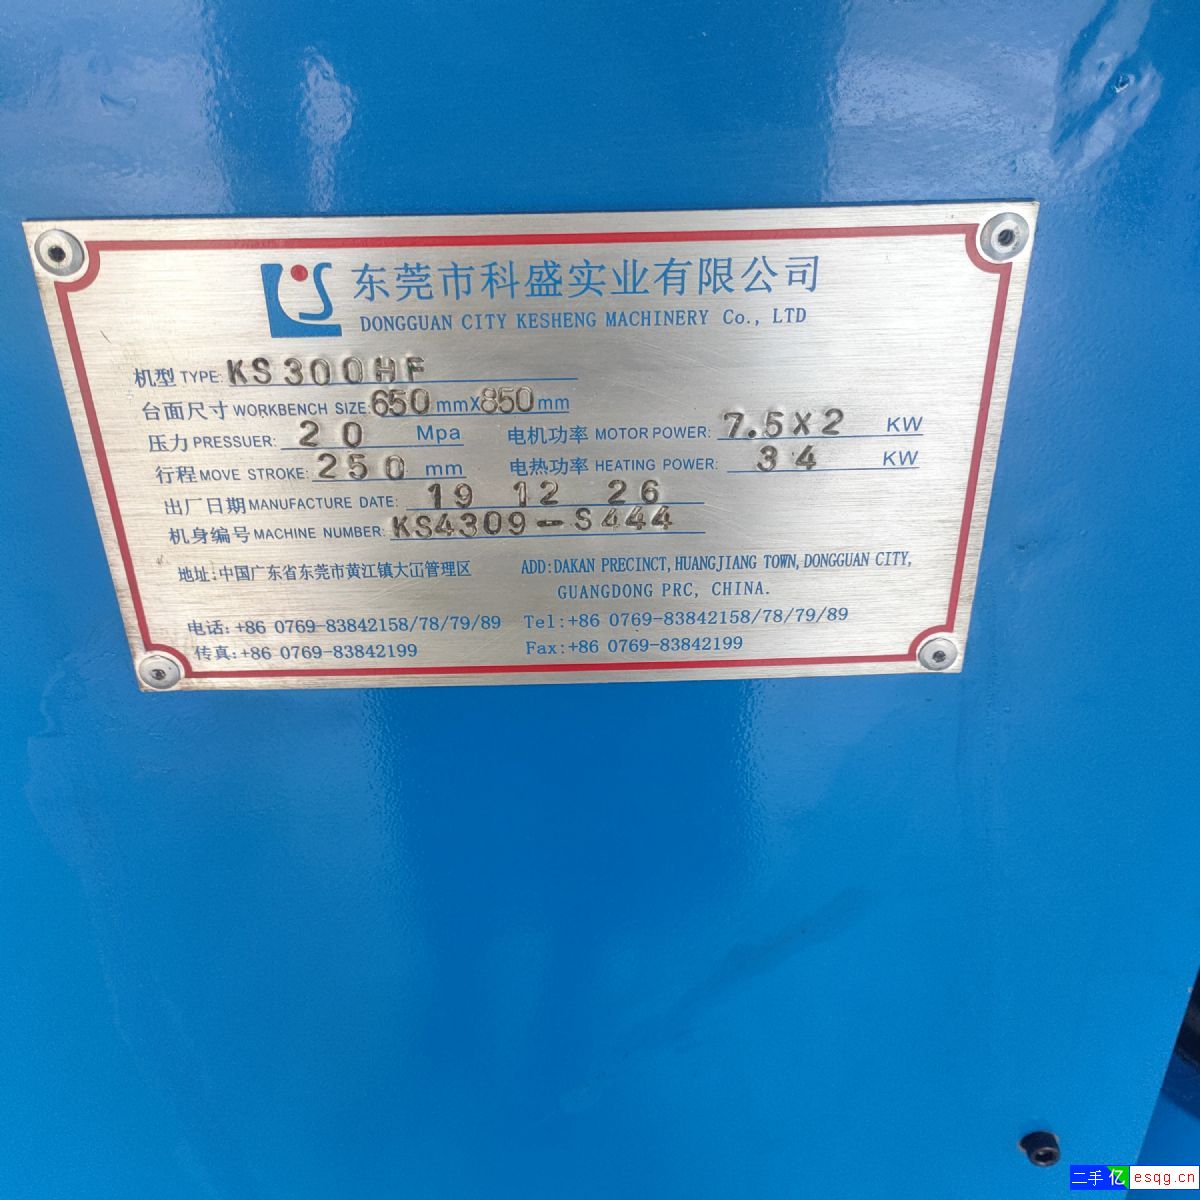 东莞市科盛实业有限公司
DONGGUAN CITY KESHENG MACHINERY Co., LTD
机型 TYPE: KS300HF
台面尺寸 WORKBENCH SIZE: 650 mm X 850 mm
压力 PRESSUER: 20 Mpa 电机功率 MOTOR POWER: 7.5X2 KW
行程 MOVE STROKE: 250 mm 电热功率 HEATING POWER: 34 KW
出厂日期 MANUFACTURE DATE: 19 12 26
机身编号 MACHINE NUMBER: KS4309-S444
地址:中国广东省东莞市黄江镇大冚管理区 ADD:DAKAN PRECINCT,HUANGJIANG TOWN,DONGGUAN CITY,
GUANGDONG PRC, CHINA.
电话:+86 0769-83842158/78/79/89 Tel:+86 0769-83842158/78/79/89
传真:+86 0769-83842199 Fax:+86 0769-83842199
二手亿 esqg.cn